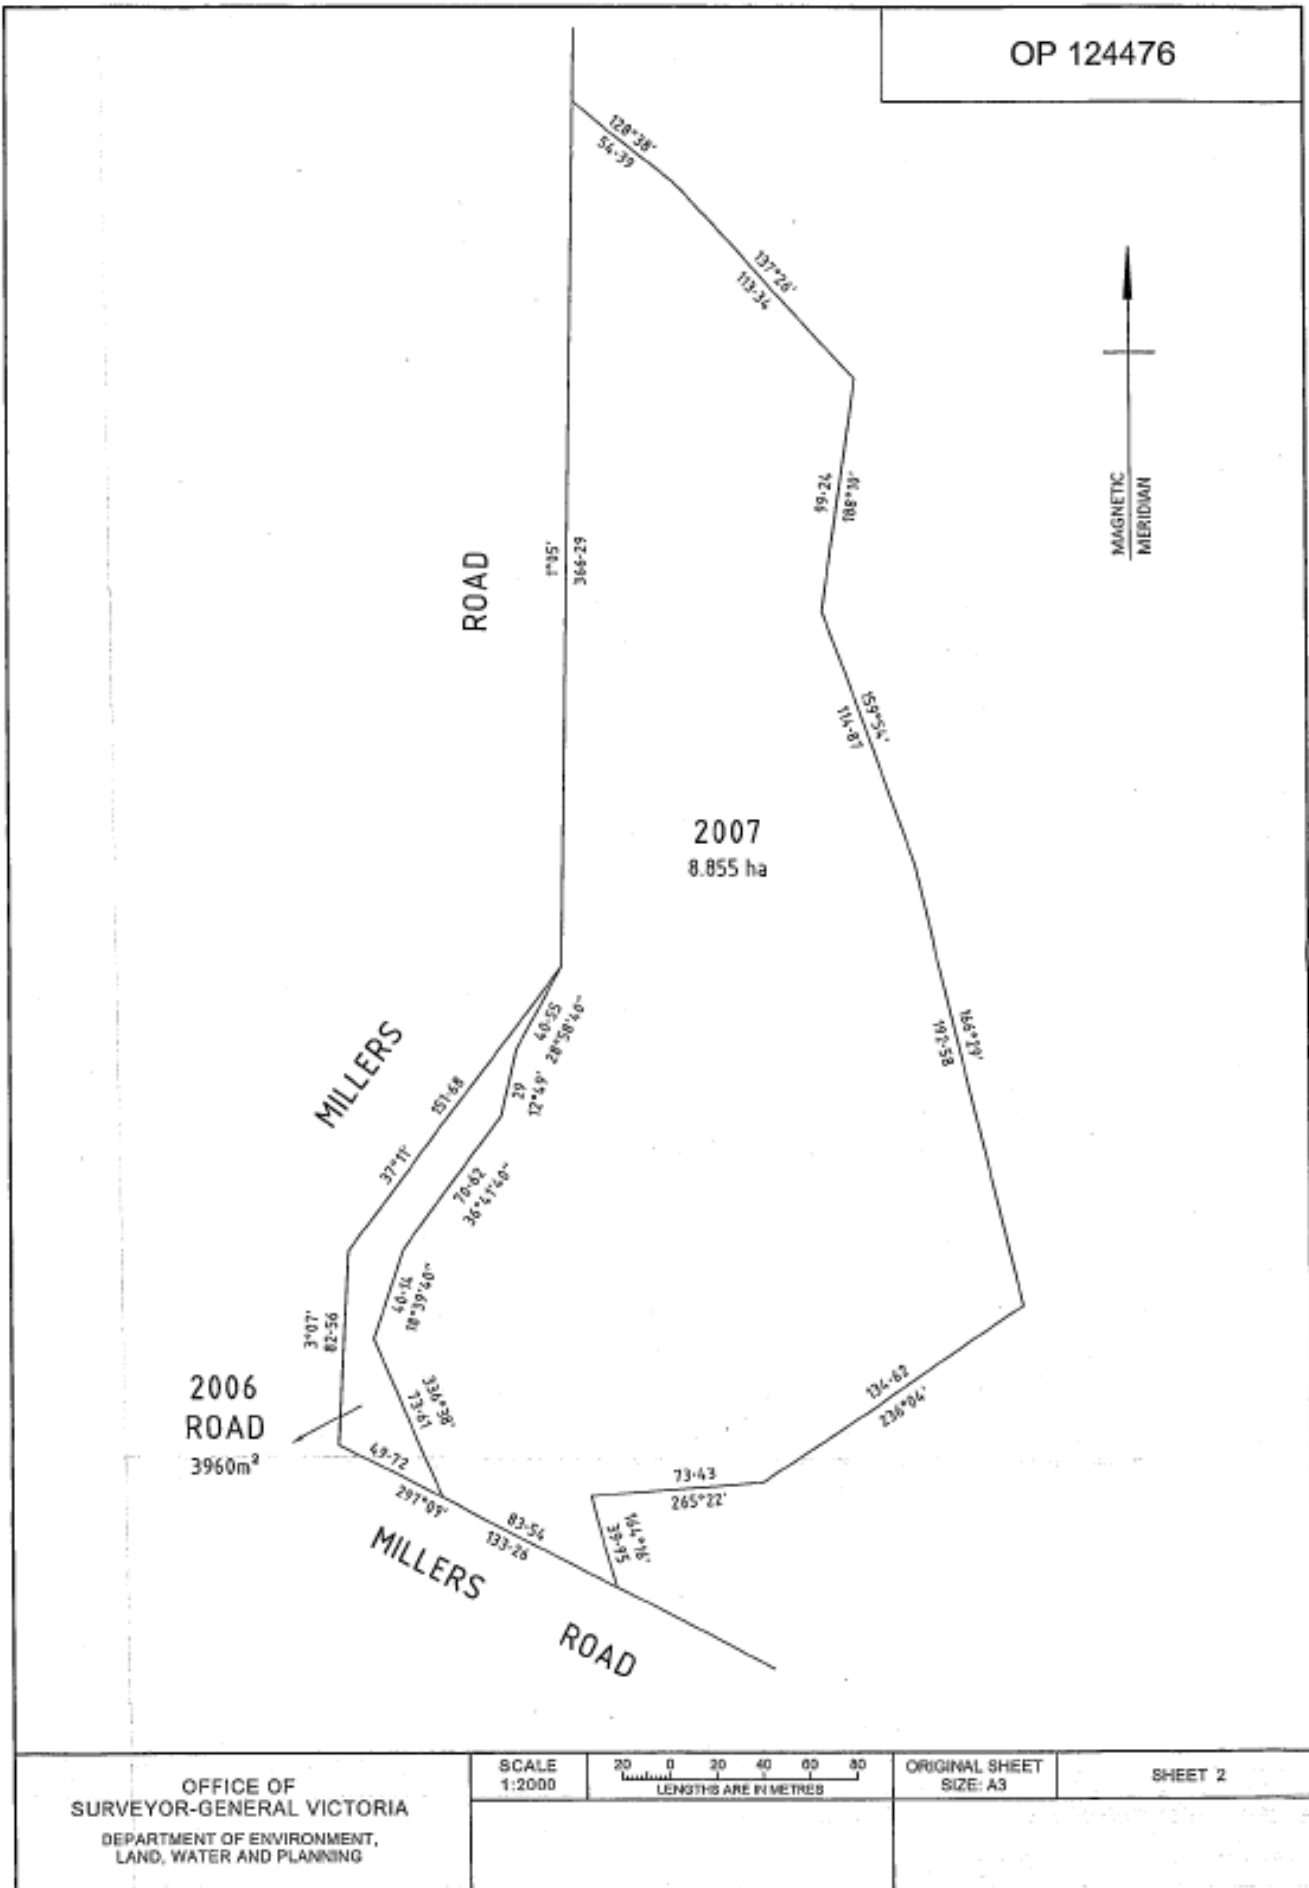 OP 124476
128°38'
54·39
137°26'
113·34
99·24
188°10'
MAGNETIC
MERIDIAN
ROAD
1°05'
366·29
159°54'
114·87
2007
8.855 ha
40·55
28°58'40"
29
12°49'
166°29'
192·58
MILLERS
151·68
37°11'
70·62
36°41'40"
40·14
18°39'40"
3°07'
82·56
336°38'
73·61
2006
ROAD
3960m²
134·62
236°04'
49·72
297°09'
73·43
265°22'
83·54
133·26
164°16'
39·95
MILLERS
ROAD
OFFICE OF
SURVEYOR-GENERAL VICTORIA
DEPARTMENT OF ENVIRONMENT,
LAND, WATER AND PLANNING
SCALE
1:2000
20 0 20 40 60 80
LENGTHS ARE IN METRES
ORIGINAL SHEET
SIZE: A3
SHEET 2